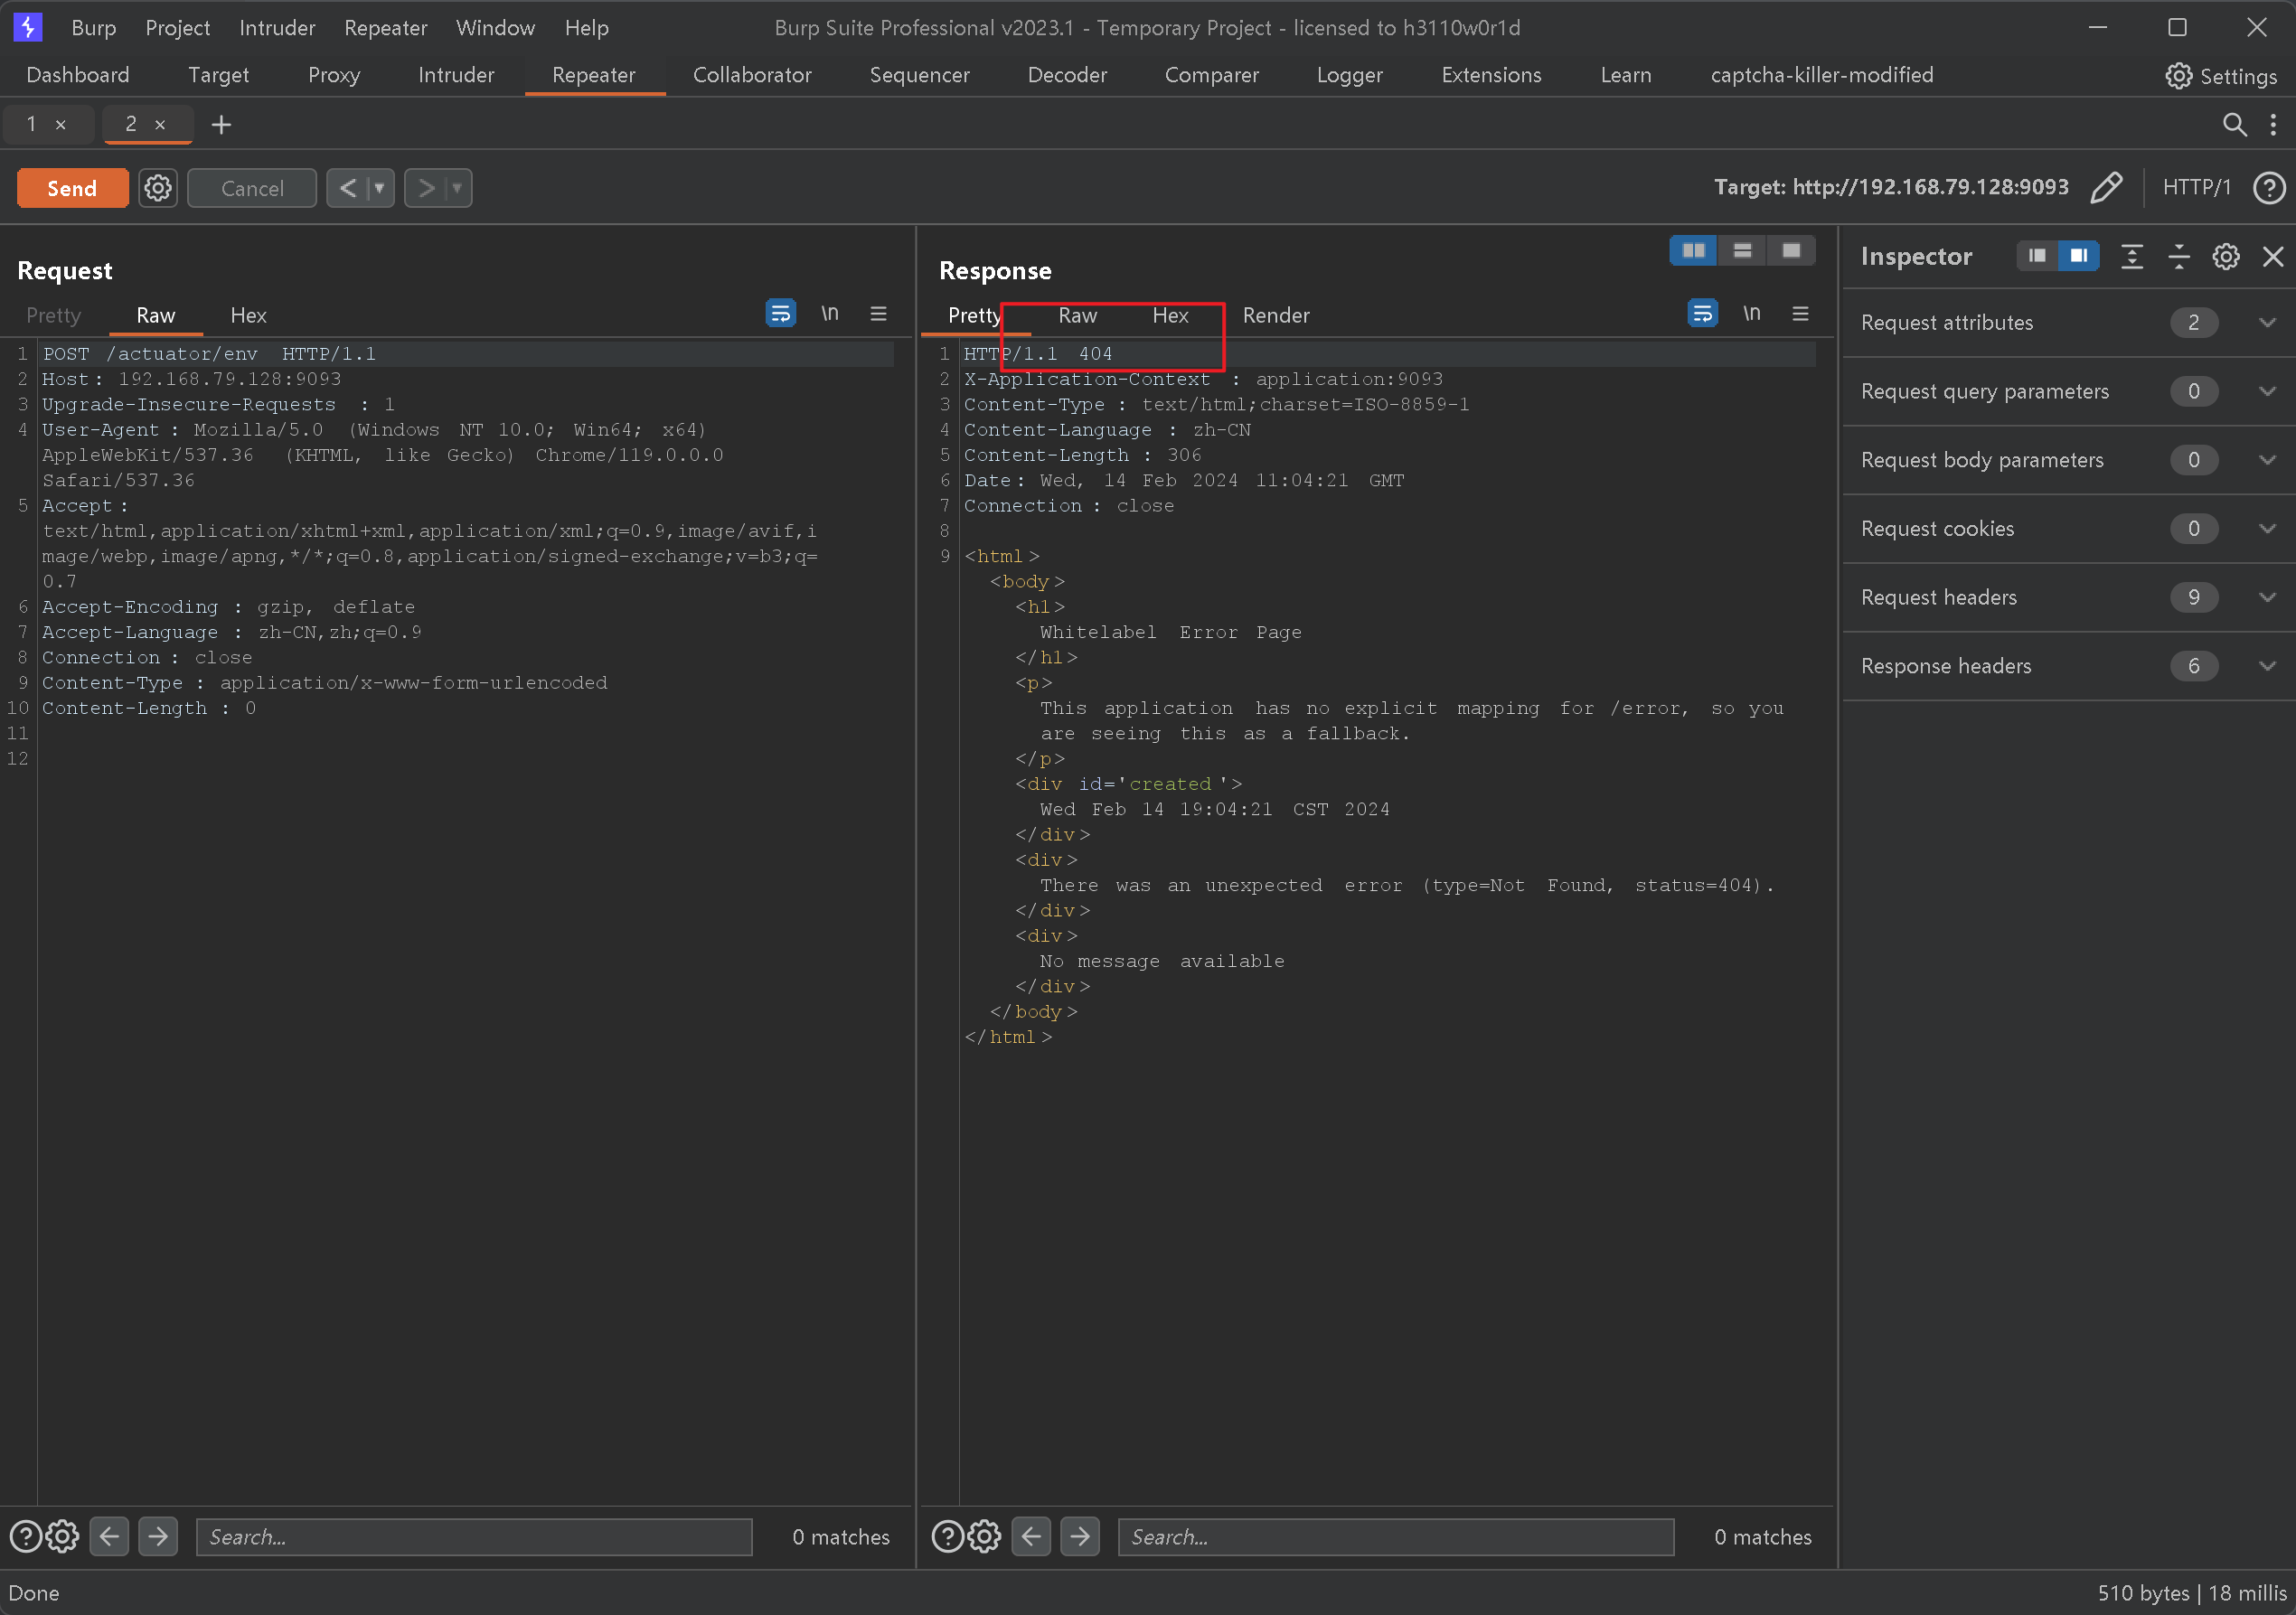 Burp Project Intruder Repeater Window Help Burp Suite Professional v2023.1 - Temporary Project - licensed to h3110w0r1d
Dashboard Target Proxy Intruder Repeater Collaborator Sequencer Decoder Comparer Logger Extensions Learn captcha-killer-modified Settings
1 × 2 × +
Send Cancel < > Target: http://192.168.79.128:9093 HTTP/1 ?
Request
Pretty Raw Hex \n
1 POST /actuator/env HTTP/1.1
2 Host: 192.168.79.128:9093
3 Upgrade-Insecure-Requests : 1
4 User-Agent : Mozilla/5.0 (Windows NT 10.0; Win64; x64)
AppleWebKit/537.36 (KHTML, like Gecko) Chrome/119.0.0.0
Safari/537.36
5 Accept :
text/html,application/xhtml+xml,application/xml;q=0.9,image/avif,i
mage/webp,image/apng,*/*;q=0.8,application/signed-exchange;v=b3;q=
0.7
6 Accept-Encoding : gzip, deflate
7 Accept-Language : zh-CN,zh;q=0.9
8 Connection : close
9 Content-Type : application/x-www-form-urlencoded
10 Content-Length : 0
11
12
Response
Pretty Raw Hex Render \n
1 HTTP/1.1 404
2 X-Application-Context : application:9093
3 Content-Type : text/html;charset=ISO-8859-1
4 Content-Language : zh-CN
5 Content-Length : 306
6 Date: Wed, 14 Feb 2024 11:04:21 GMT
7 Connection : close
8
9 <html>
<body>
<h1>
Whitelabel Error Page
</h1>
<p>
This application has no explicit mapping for /error, so you
are seeing this as a fallback.
</p>
<div id='created'>
Wed Feb 14 19:04:21 CST 2024
</div>
<div>
There was an unexpected error (type=Not Found, status=404).
</div>
<div>
No message available
</div>
</body>
</html>
Inspector
Request attributes 2
Request query parameters 0
Request body parameters 0
Request cookies 0
Request headers 9
Response headers 6
? Search... 0 matches
? Search... 0 matches
Done 510 bytes | 18 millis